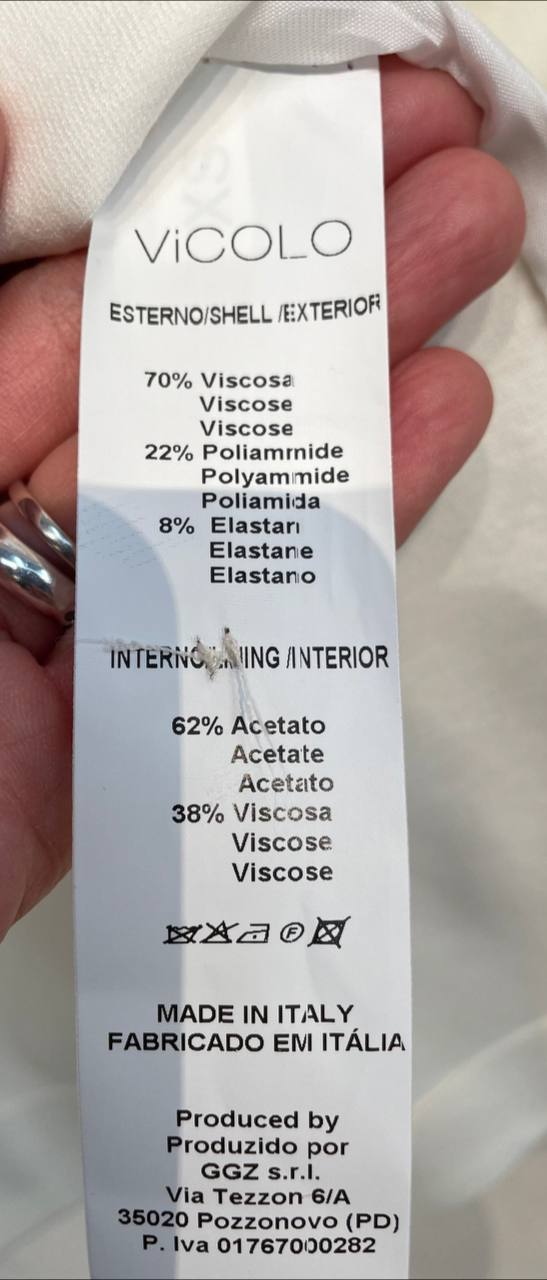 ViCOLO
ESTERNO/SHELL /EXTERIOR
70% Viscosa
Viscose
Viscose
22% Poliammide
Polyammide
Poliamida
8% Elastan
Elastane
Elastano
INTERNO/LINING /INTERIOR
62% Acetato
Acetate
Acetato
38% Viscosa
Viscose
Viscose
F
MADE IN ITALY
FABRICADO EM ITÁLIA
Produced by
Produzido por
GGZ s.r.l.
Via Tezzon 6/A
35020 Pozzonovo (PD)
P. Iva 01767000282